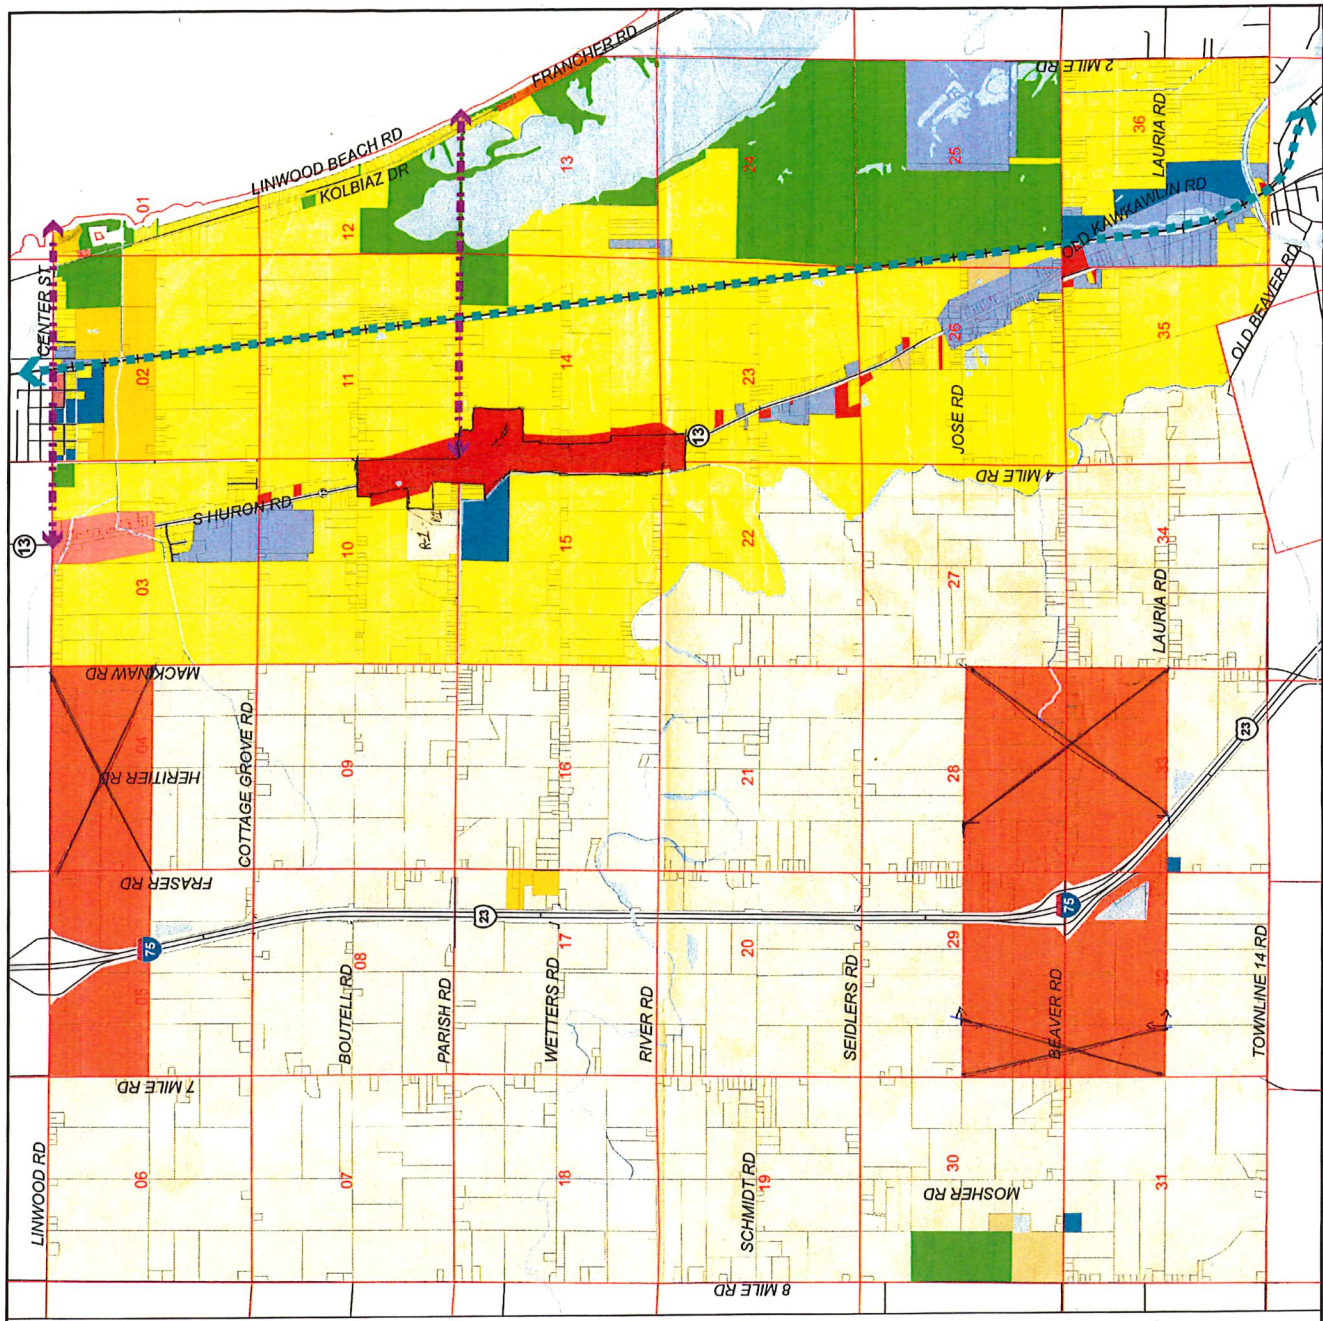 FRANCHER RD
2 MILE RD
LINWOOD BEACH RD
KOLBIAZ DR
13
24
25
36
LAURIA RD
01
12
OLD KAWKAWLIN RD
CENTER ST
OLD BEAVER RD
02
11
14
23
26
35
JOSE RD
13
4 MILE RD
S HURON RD
13
R-1
03
10
15
22
27
34
LAURIA RD
MACKINAW RD
COTTAGE GROVE RD
HERITIER RD
04
09
16
21
28
33
23
FRASER RD
75
23
75
05
08
17
20
29
32
BOUTELL RD
PARISH RD
WETTERS RD
RIVER RD
SEIDLERS RD
BEAVER RD
TOWNLINE 14 RD
7 MILE RD
LINWOOD RD
06
07
18
SCHMIDT RD
19
30
MOSHER RD
31
8 MILE RD